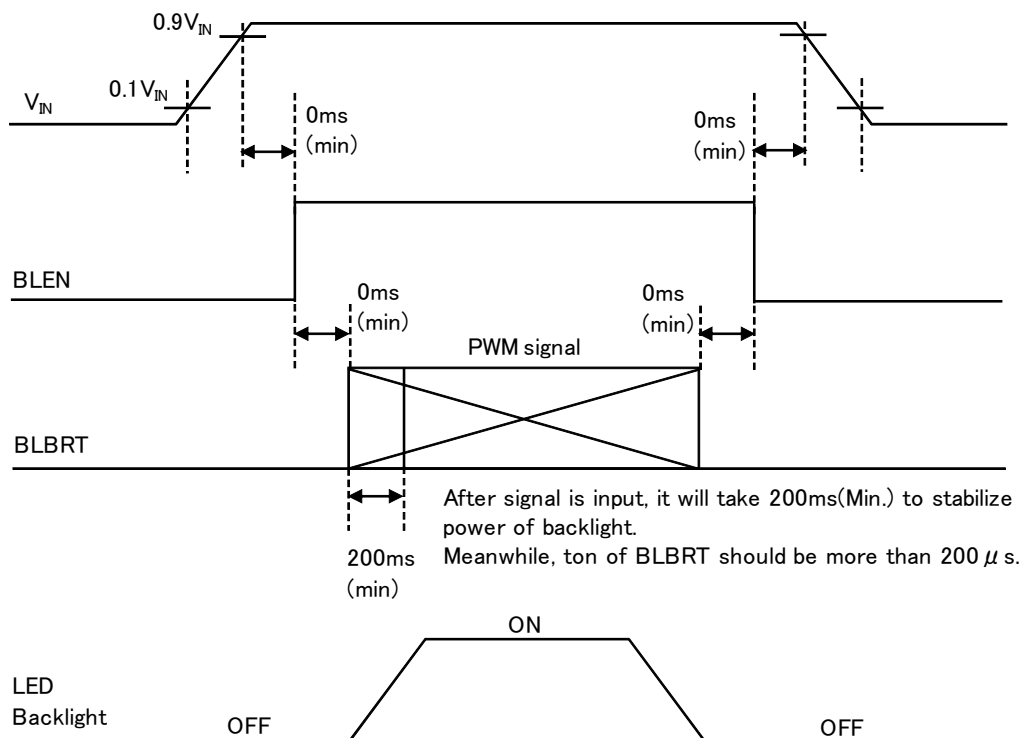 0.9VIN
0.1VIN
VIN
0ms
(min)
0ms
(min)
BLEN
0ms
(min)
0ms
(min)
PWM signal
BLBRT
After signal is input, it will take 200ms(Min.) to stabilize
power of backlight.
Meanwhile, ton of BLBRT should be more than 200μs.
200ms
(min)
ON
LED
Backlight
OFF
OFF